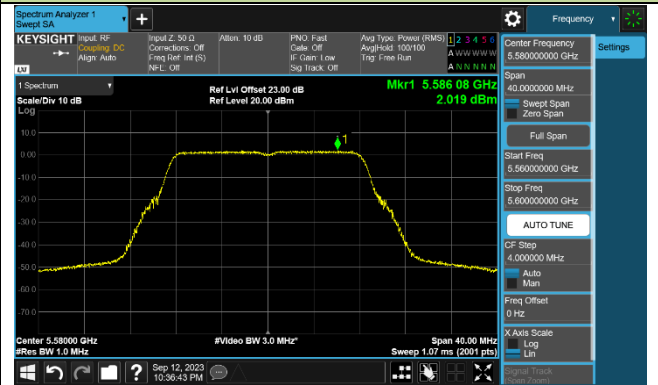 Spectrum Analyzer 1
Swept SA
+
Frequency
KEYSIGHT Input: RF Input Z: 50 Ω Atten: 10 dB PNO: Fast Avg Type: Power (RMS) 1 2 3 4 5 6
Coupling: DC Corrections: Off Gate: Off Avg|Hold: 100/100 A W W W W W
Align: Auto Freq Ref: Int (S) IF Gain: Low Trig: Free Run
NFE: Off Sig Track: Off A N N N N N
LXI
1 Spectrum Ref Lvl Offset 23.00 dB Mkr1 5.586 08 GHz
Scale/Div 10 dB Ref Level 20.00 dBm 2.019 dBm
Log
10.0
1
0.00
-10.0
-20.0
-30.0
-40.0
-50.0
-60.0
-70.0
Center 5.58000 GHz #Video BW 3.0 MHz* Span 40.00 MHz
#Res BW 1.0 MHz Sweep 1.07 ms (2001 pts)
Sep 12, 2023
10:36:43 PM
?
Center Frequency
5.580000000 GHz
Settings
Span
40.0000000 MHz
Swept Span
Zero Span
Full Span
Start Freq
5.560000000 GHz
Stop Freq
5.600000000 GHz
AUTO TUNE
CF Step
4.000000 MHz
Auto
Man
Freq Offset
0 Hz
X Axis Scale
Log
Lin
Signal Track
(Span Zoom)